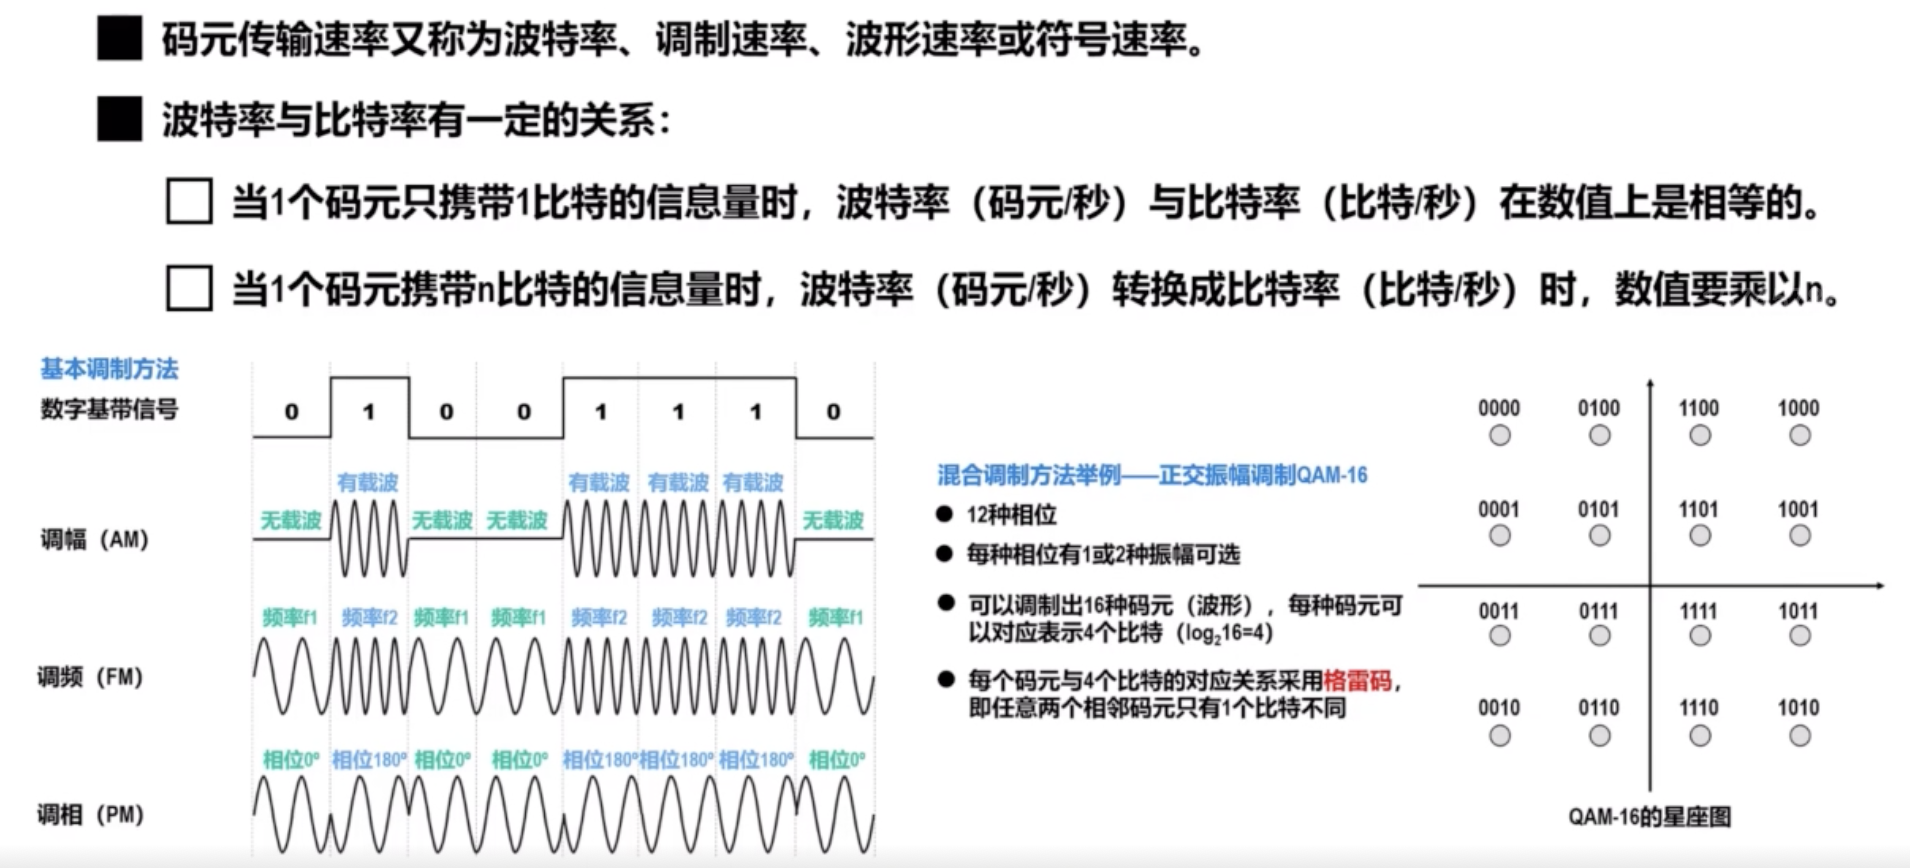 码元传输速率又称为波特率、调制速率、波形速率或符号速率。
波特率与比特率有一定的关系：
当1个码元只携带1比特的信息量时，波特率（码元/秒）与比特率（比特/秒）在数值上是相等的。
当1个码元携带n比特的信息量时，波特率（码元/秒）转换成比特率（比特/秒）时，数值要乘以n。
基本调制方法
数字基带信号
0 1 0 0 1 1 1 0
调幅（AM）
无载波 有载波 无载波 无载波 有载波 有载波 有载波 无载波
调频（FM）
频率f1 频率f2 频率f1 频率f1 频率f2 频率f2 频率f2 频率f1
调相（PM）
相位0° 相位180° 相位0° 相位0° 相位180° 相位180° 相位180° 相位0°
混合调制方法举例——正交振幅调制QAM-16
● 12种相位
● 每种相位有1或2种振幅可选
● 可以调制出16种码元（波形），每种码元可
以对应表示4个比特（log₂16=4）
● 每个码元与4个比特的对应关系采用格雷码，
即任意两个相邻码元只有1个比特不同
0000 0100 1100 1000
0001 0101 1101 1001
0011 0111 1111 1011
0010 0110 1110 1010
QAM-16的星座图